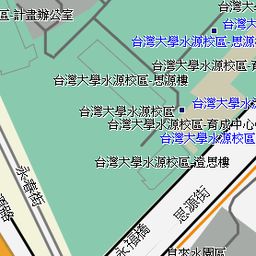 區-計畫辦公室
台灣大學水源校區-思源
台灣大學水源校區-育
台灣大學水源校區-思源樓
台灣大學水源校區
台灣大學水
台灣大學水源校區-育成中心
台灣大學水源校區
台灣大學水源校區-澄思樓
永春街
思源街
永福橋
自來水園區